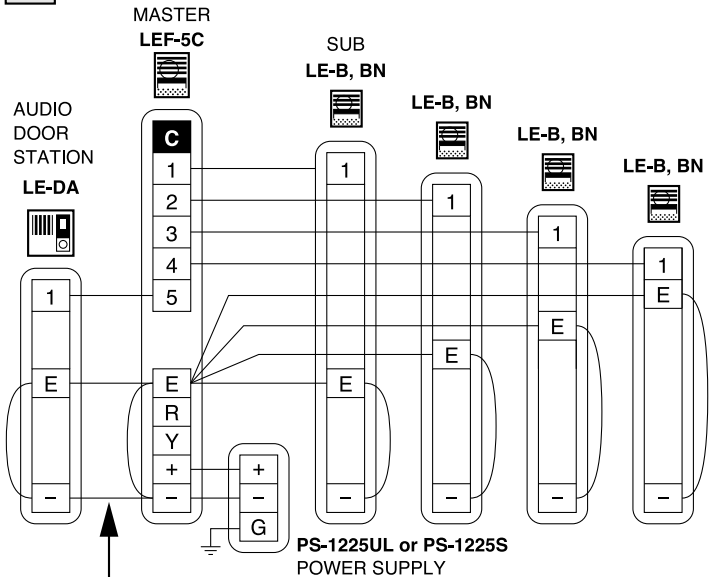 MASTER
LEF-5C
SUB
LE-B, BN
LE-B, BN
LE-B, BN
LE-B, BN
AUDIO
DOOR
STATION
LE-DA
C
1
2
3
4
5
E
R
Y
+
–
1
E
–
1
E
–
1
E
–
1
E
–
1
E
–
+
–
G
PS-1225UL or PS-1225S
POWER SUPPLY